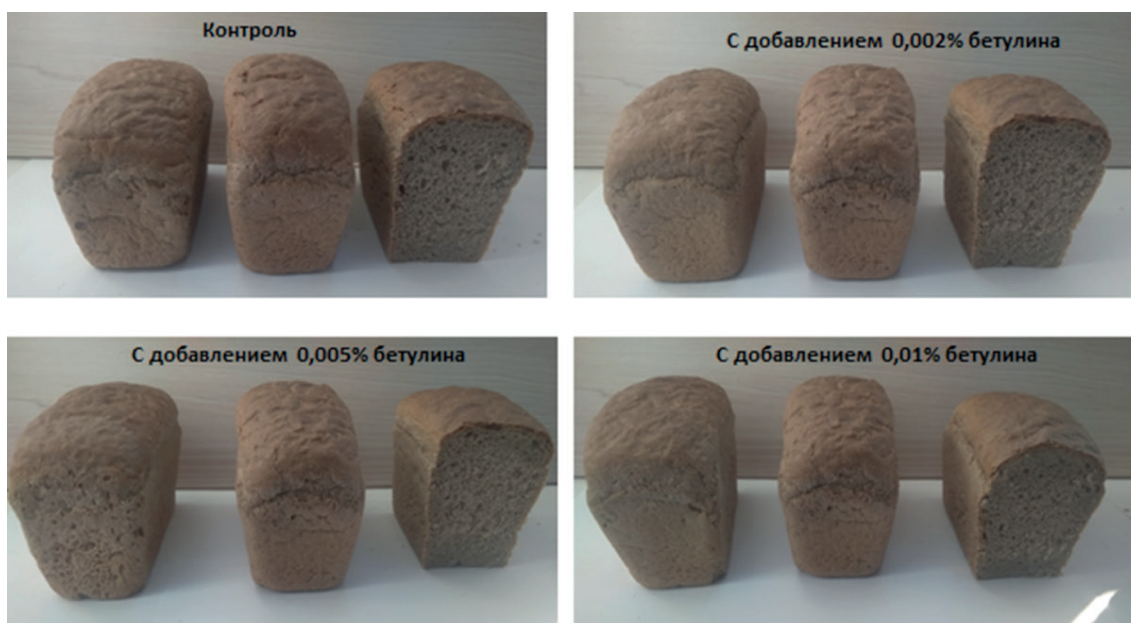 Контроль
С добавлением 0,002% бетулина
С добавлением 0,005% бетулина
С добавлением 0,01% бетулина